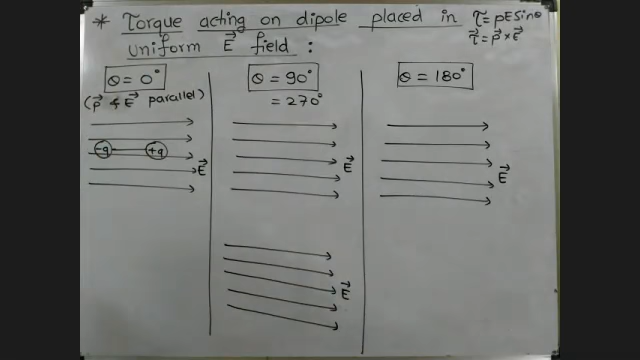 * Torque acting on dipole placed in τ = pE Sinθ
uniform E⃗ field : τ⃗ = p⃗ × E⃗
θ = 0°
(p⃗ & E⃗ parallel)
-q +q
E⃗
θ = 90°
= 270°
E⃗
E⃗
θ = 180°
E⃗